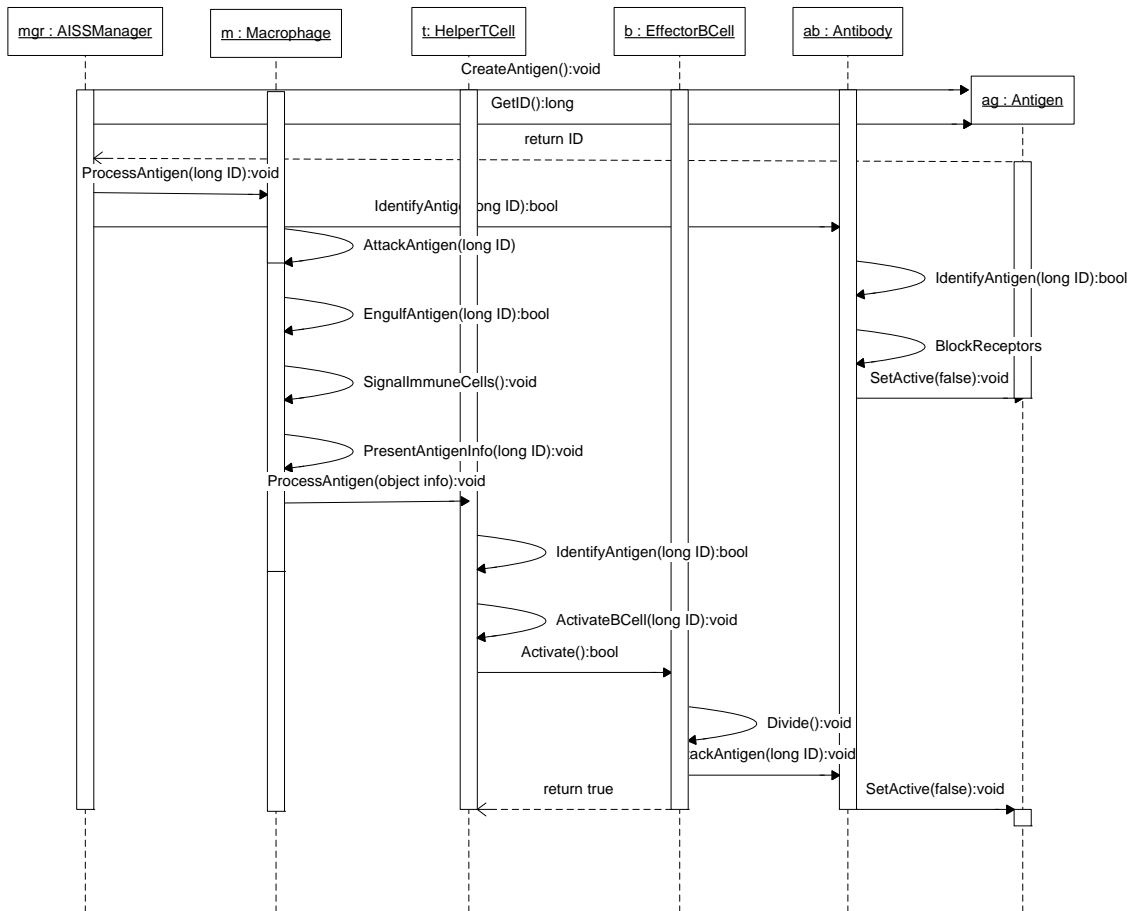 mgr : AISSManager
m : Macrophage
t: HelperTCell
b : EffectorBCell
ab : Antibody
CreateAntigen():void
ag : Antigen
GetID():long
return ID
ProcessAntigen(long ID):void
IdentifyAntig ong ID):bool
AttackAntigen(long ID)
IdentifyAntigen(long ID):bool
EngulfAntigen(long ID):bool
BlockReceptors
SignalImmuneCells():void
SetActive(false):void
PresentAntigenInfo(long ID):void
ProcessAntigen(object info):void
IdentifyAntigen(long ID):bool
ActivateBCell(long ID):void
Activate():bool
Divide():void
ackAntigen(long ID):void
return true
SetActive(false):void